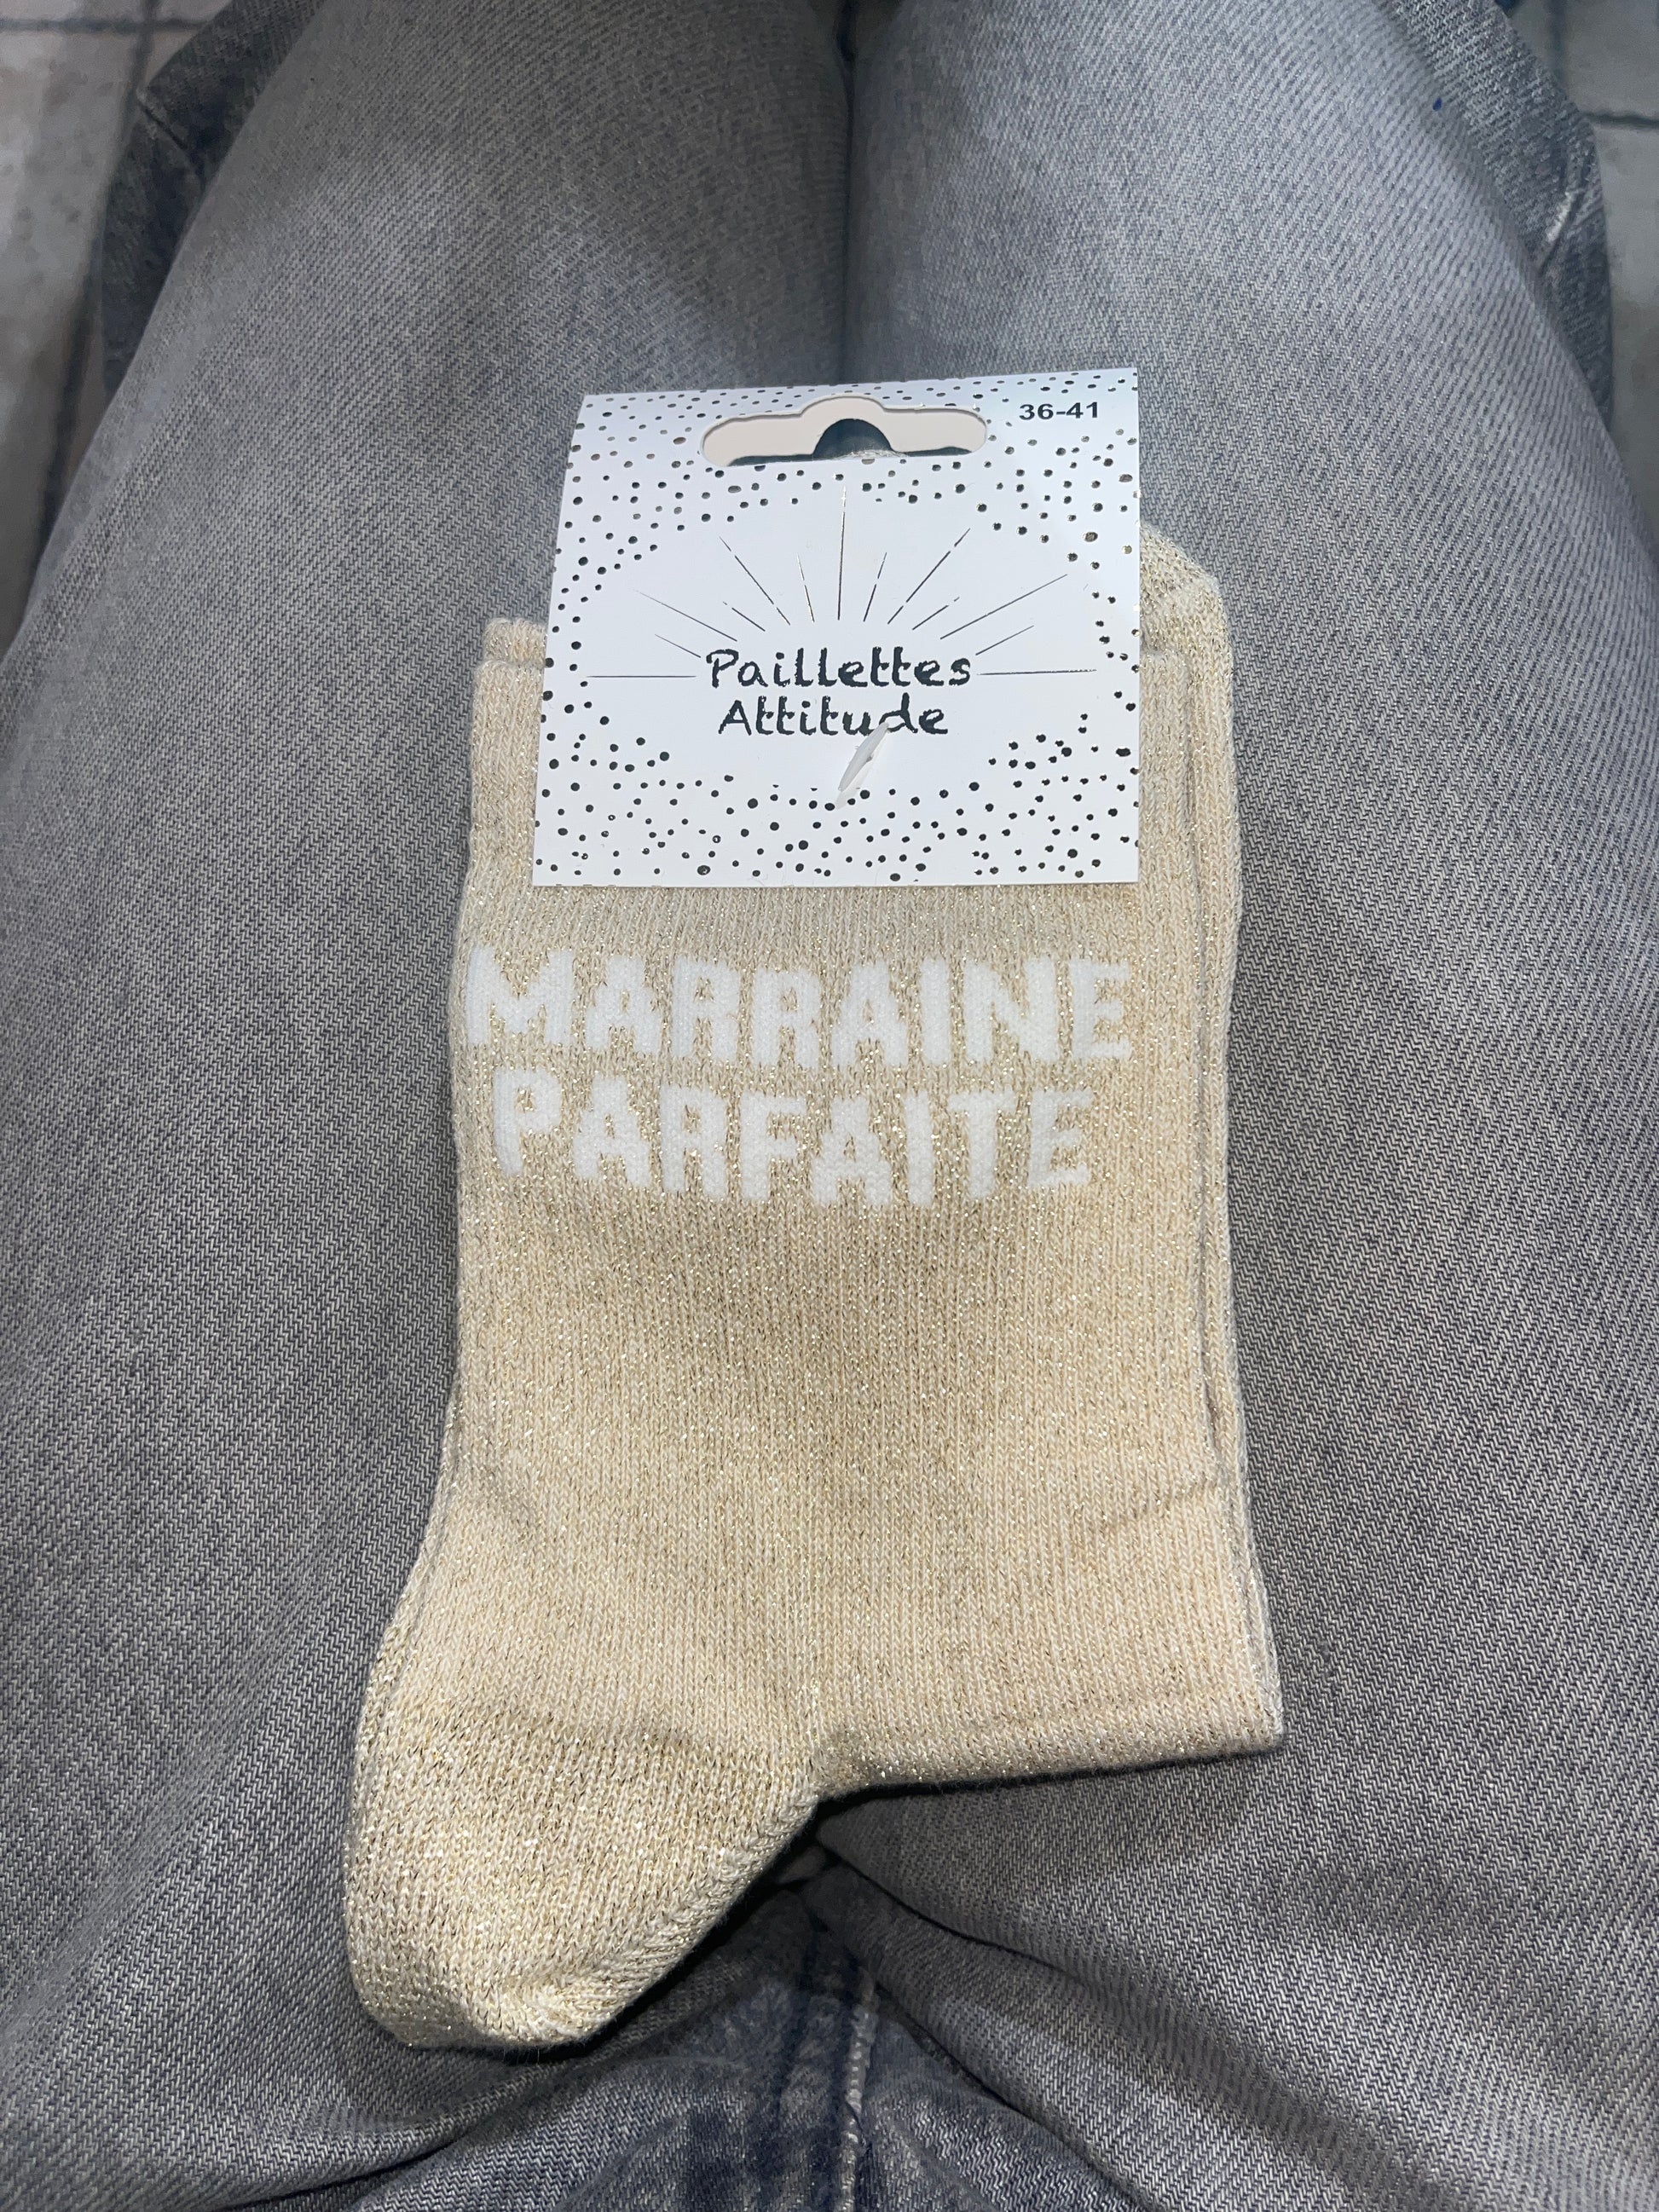 36-41
Paillettes
Attitude
MARRAINE
PARFAITE